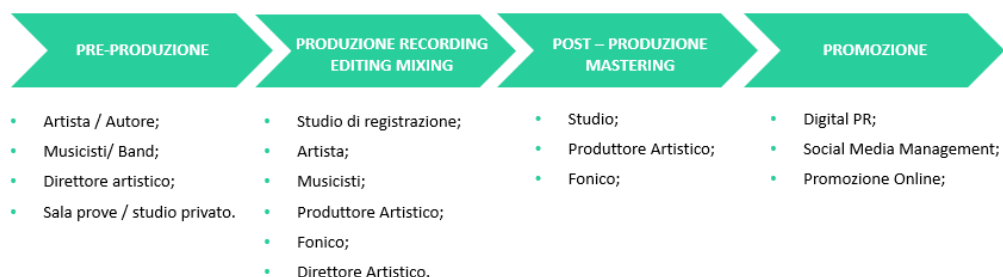 PRE-PRODUZIONE
Artista / Autore;
Musicisti/ Band;
Direttore artistico;
Sala prove / studio privato.
PRODUZIONE RECORDING
EDITING MIXING
Studio di registrazione;
Artista;
Musicisti;
Produttore Artistico;
Fonico;
Direttore Artistico.
POST – PRODUZIONE
MASTERING
Studio;
Produttore Artistico;
Fonico;
PROMOZIONE
Digital PR;
Social Media Management;
Promozione Online;